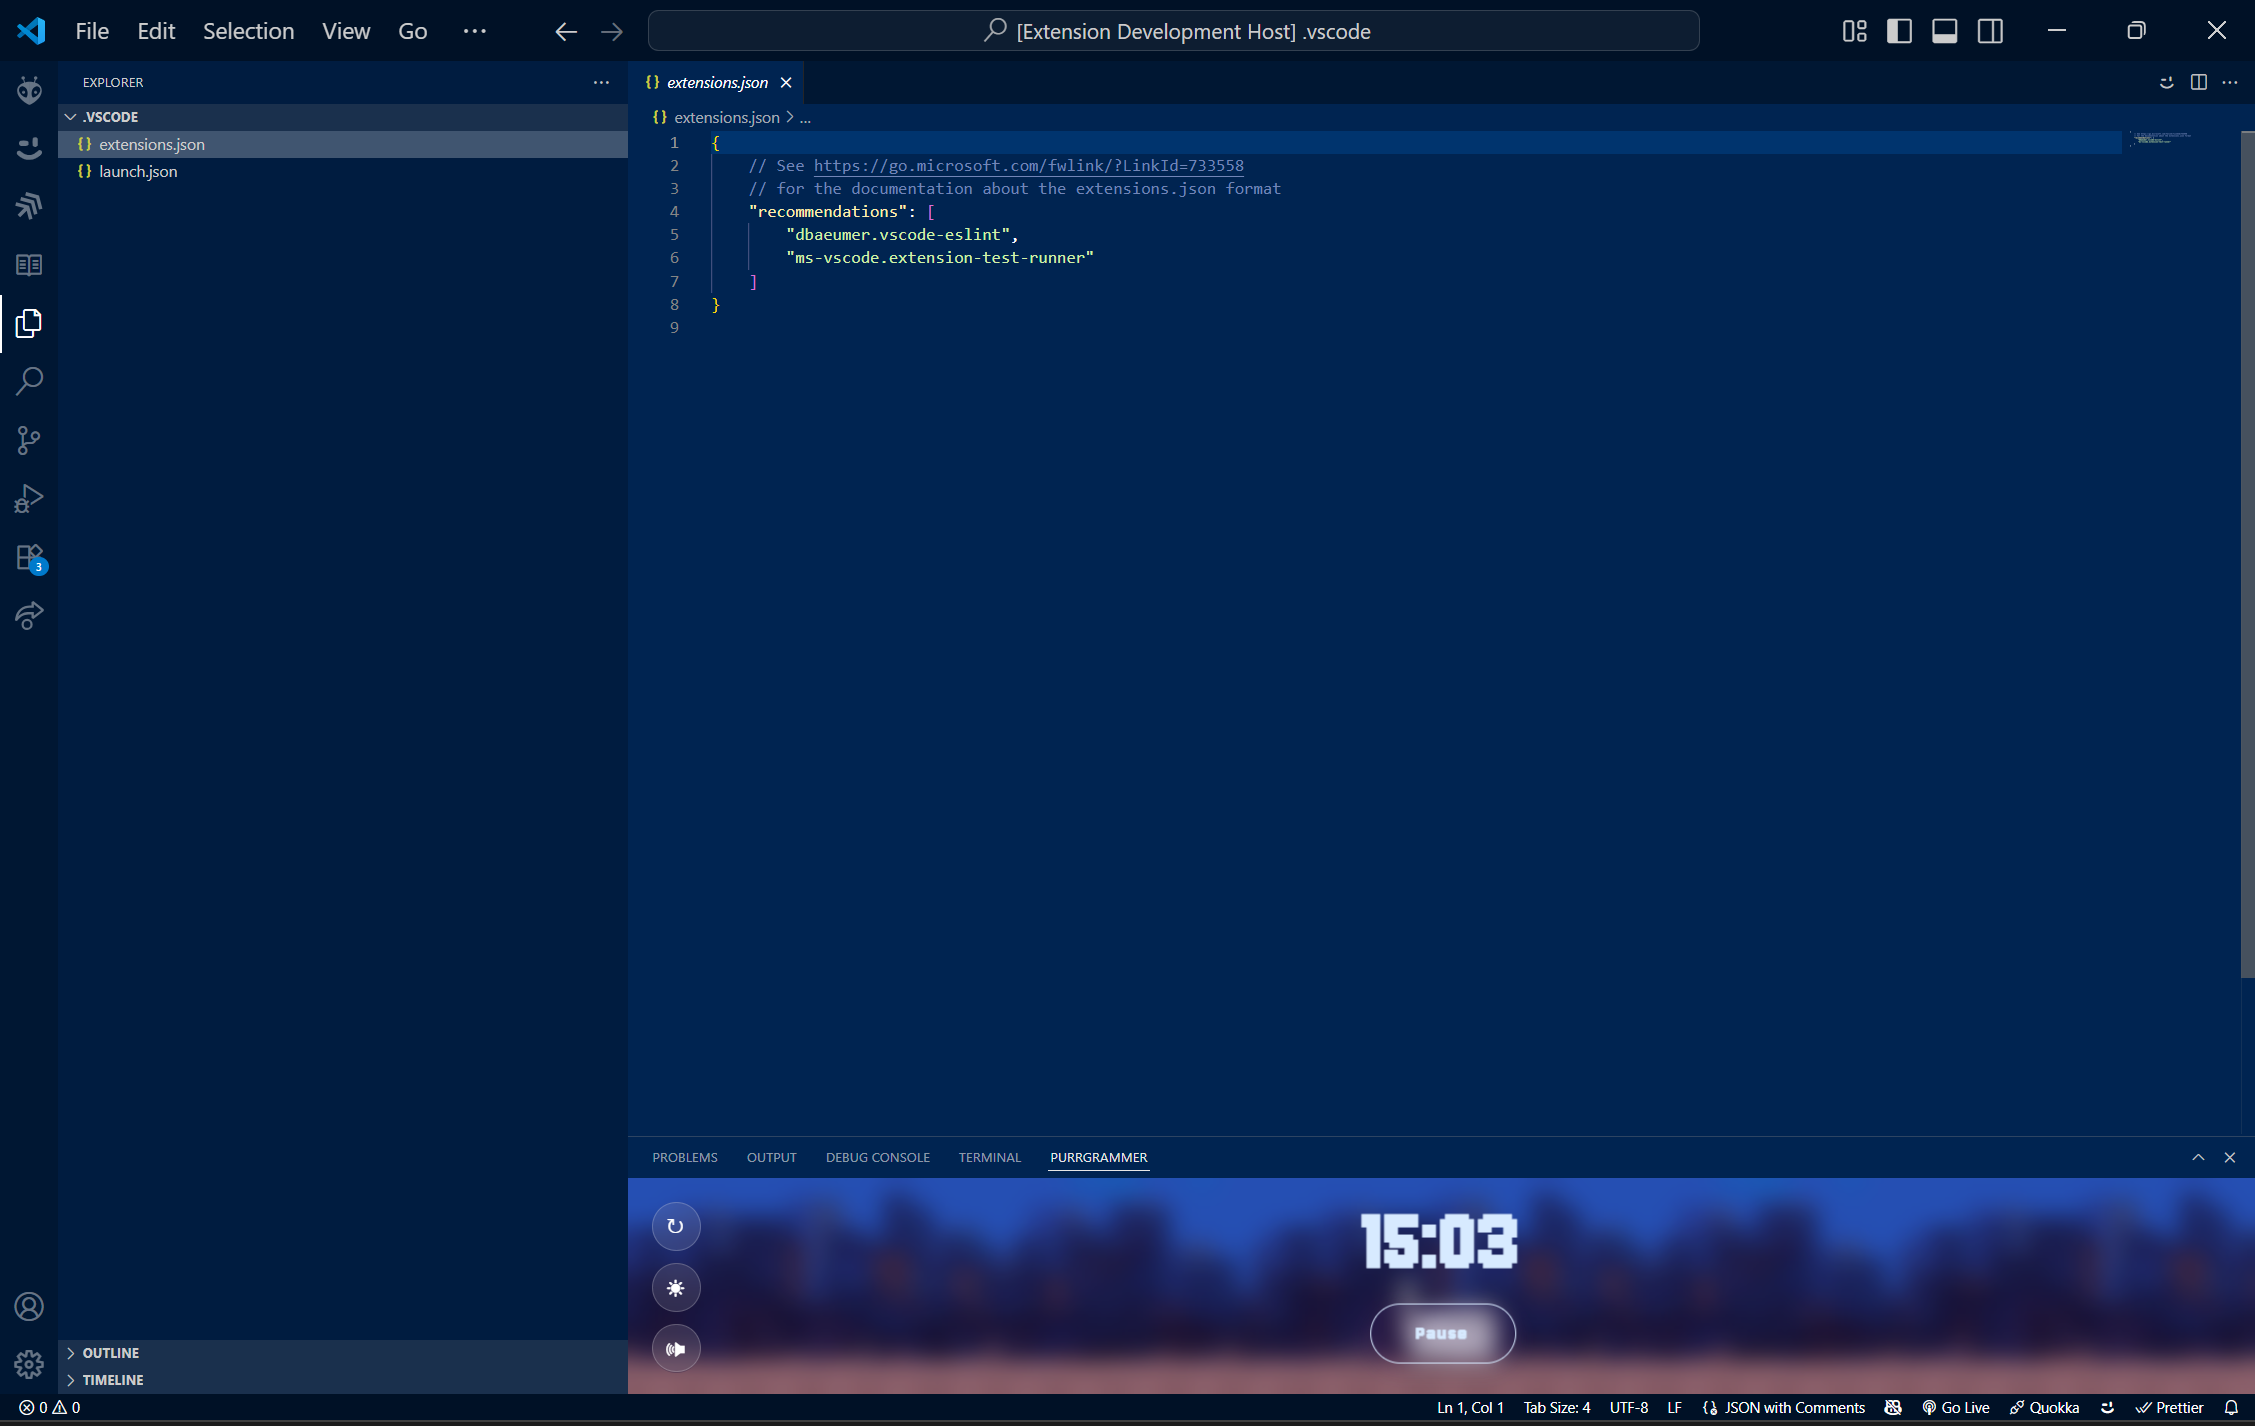 File Edit Selection View Go
[Extension Development Host] .vscode
EXPLORER
.VSCODE
extensions.json
launch.json
3
OUTLINE
TIMELINE
extensions.json
extensions.json > ...
1 {
2 // See https://go.microsoft.com/fwlink/?LinkId=733558
3 // for the documentation about the extensions.json format
4 "recommendations": [
5 "dbaeumer.vscode-eslint",
6 "ms-vscode.extension-test-runner"
7 ]
8 }
9
PROBLEMS OUTPUT DEBUG CONSOLE TERMINAL PURRGRAMMER
15:03
Pause
0 0 Ln 1, Col 1 Tab Size: 4 UTF-8 LF JSON with Comments Go Live Quokka Prettier